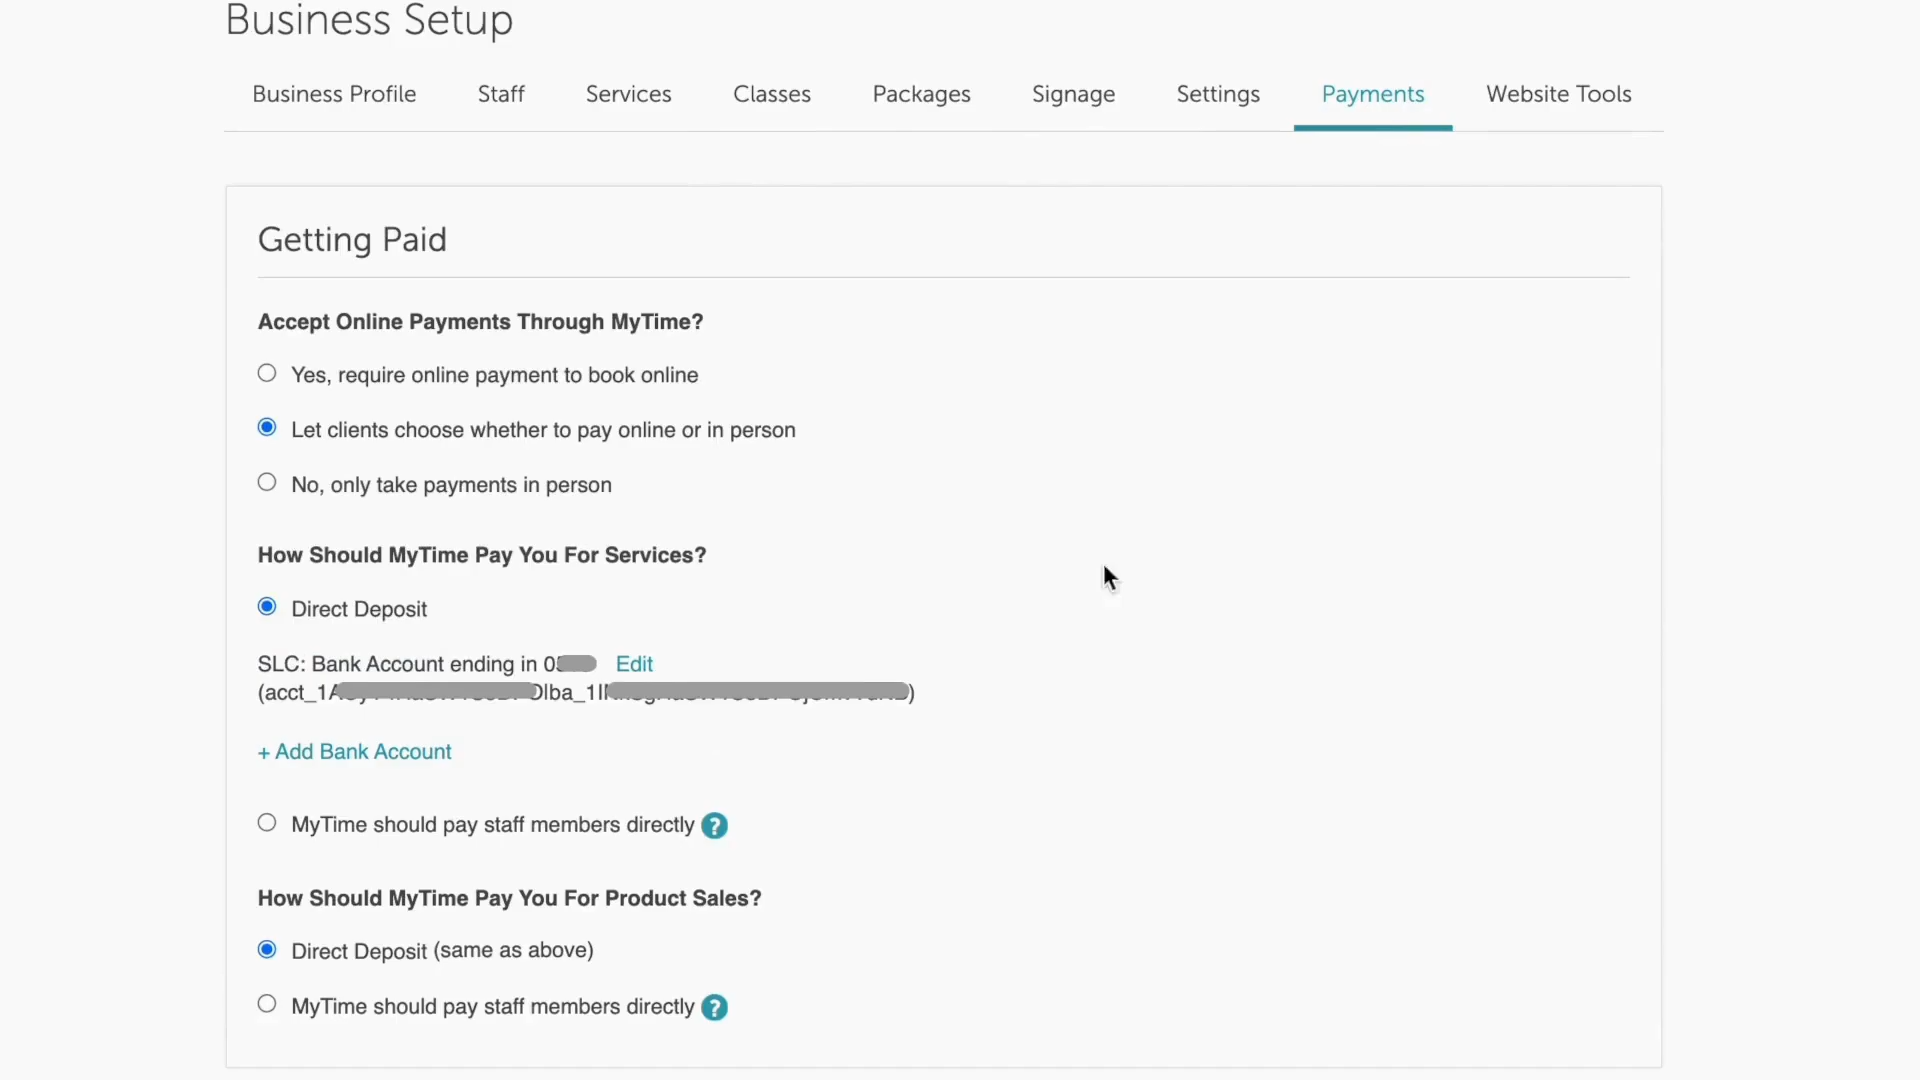 Business Setup
Business Profile Staff Services Classes Packages Signage Settings Payments Website Tools
Getting Paid
Accept Online Payments Through MyTime?
Yes, require online payment to book online
Let clients choose whether to pay online or in person
No, only take payments in person
How Should MyTime Pay You For Services?
Direct Deposit
SLC: Bank Account ending in Edit
+ Add Bank Account
MyTime should pay staff members directly ?
How Should MyTime Pay You For Product Sales?
Direct Deposit (same as above)
MyTime should pay staff members directly ?